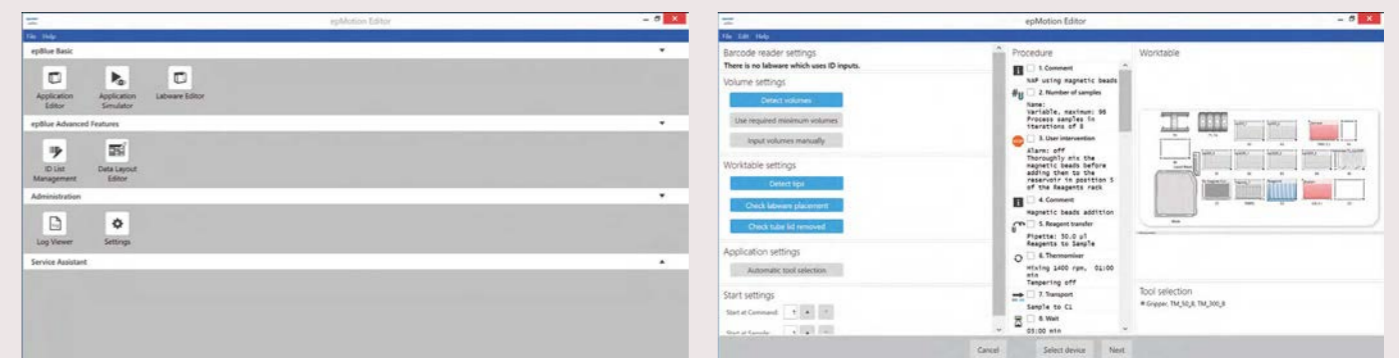 epMotion Editor
File Help
epBlue Basic
Application
Editor
Application
Simulator
Labware Editor
epBlue Advanced Features
ID List
Management
Data Layout
Editor
Administration
Log Viewer
Settings
Service Assistant
epMotion Editor
File Edit Help
Barcode reader settings
There is no labware which uses ID inputs.
Volume settings
Detect volumes
Use required minimum volumes
Input volumes manually
Worktable settings
Detect tips
Check labware placement
Check tube lid removed
Application settings
Automatic tool selection
Start settings
Start at Command: 1
Start at Sample: 1
Procedure
1. Comment
NAP using magnetic beads
2. Number of samples
Name:
Variable, maximum: 96
Process samples in
iterations of 8
3. User intervention
Alarm: off
Thoroughly mix the
magnetic beads before
adding then to the
reservoir in position 5
of the Reagents rack
4. Comment
Magnetic beads addition
5. Reagent transfer
Pipette: 50.0 µl
Reagents to Sample
6. Thermomixer
Mixing 1400 rpm, 01:00
min
Tempering off
7. Transport
Sample to C1
8. Wait
03:00 min
Worktable
Tool selection
Gripper, TM_50_8, TM_300_8
Cancel
Select device
Next